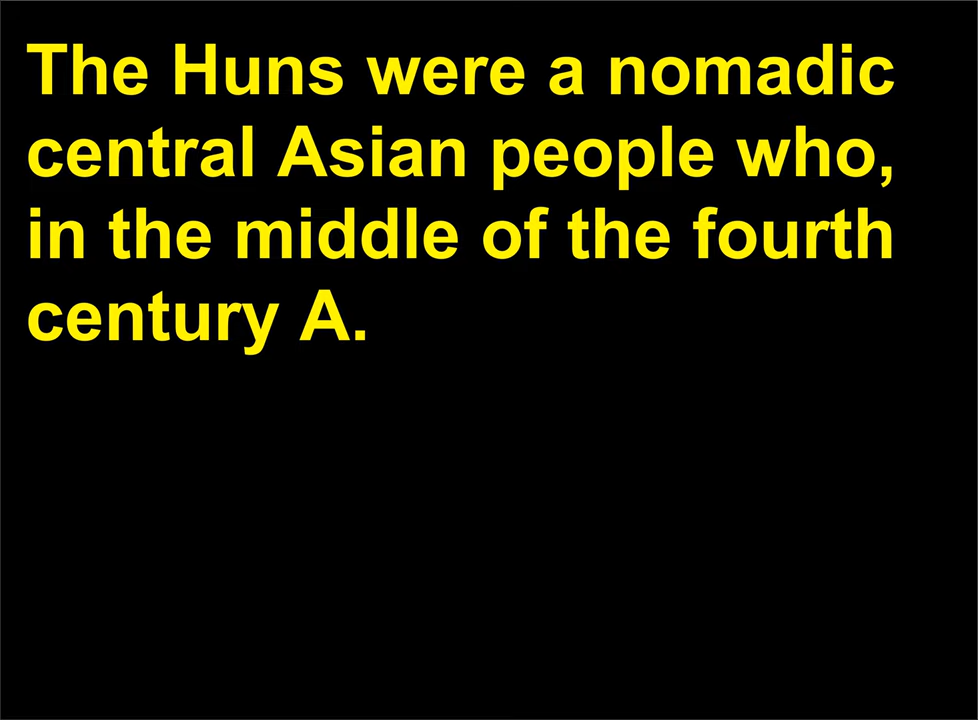 The Huns were a nomadic
central Asian people who,
in the middle of the fourth
century A.